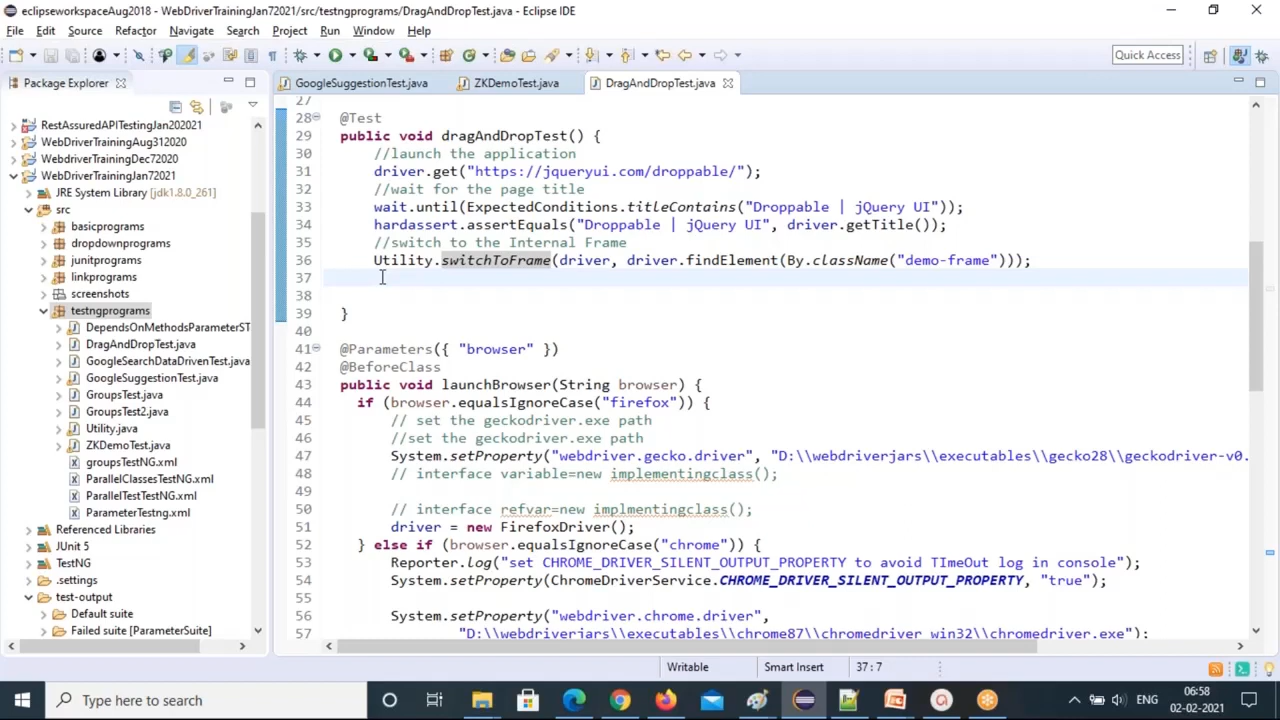 eclipseworkspaceAug2018 - WebDriverTrainingJan72021/src/testngprograms/DragAndDropTest.java - Eclipse IDE
File Edit Source Refactor Navigate Search Project Run Window Help
Quick Access
Package Explorer
GoogleSuggestionTest.java ZKDemoTest.java DragAndDropTest.java
RestAssuredAPITestingJan202021
WebDriverTrainingAug312020
WebdriverTrainingDec72020
WebDriverTrainingJan72021
JRE System Library [jdk1.8.0_261]
src
basicprograms
dropdownprograms
junitprograms
linkprograms
screenshots
testngprograms
DependsOnMethodsParameterST
DragAndDropTest.java
GoogleSearchDataDrivenTest.java
GoogleSuggestionTest.java
GroupsTest.java
GroupsTest2.java
Utility.java
ZKDemoTest.java
groupsTestNG.xml
ParallelClassesTestNG.xml
ParallelTestTestNG.xml
ParameterTestng.xml
Referenced Libraries
JUnit 5
TestNG
.settings
test-output
Default suite
Failed suite [ParameterSuite]
27
28 @Test
29 public void dragAndDropTest() {
30 //launch the application
31 driver.get("https://jqueryui.com/droppable/");
32 //wait for the page title
33 wait.until(ExpectedConditions.titleContains("Droppable | jQuery UI"));
34 hardassert.assertEquals("Droppable | jQuery UI", driver.getTitle());
35 //switch to the Internal Frame
36 Utility.switchToFrame(driver, driver.findElement(By.className("demo-frame")));
37
38
39 }
40
41 @Parameters({ "browser" })
42 @BeforeClass
43 public void launchBrowser(String browser) {
44 if (browser.equalsIgnoreCase("firefox")) {
45 // set the geckodriver.exe path
46 //set the geckodriver.exe path
47 System.setProperty("webdriver.gecko.driver", "D:\\webdriverjars\\executables\\gecko28\\geckodriver-v0.
48 // interface variable=new implementingclass();
49
50 // interface refvar=new implmentingclass();
51 driver = new FirefoxDriver();
52 } else if (browser.equalsIgnoreCase("chrome")) {
53 Reporter.log("set CHROME_DRIVER_SILENT_OUTPUT_PROPERTY to avoid TImeOut log in console");
54 System.setProperty(ChromeDriverService.CHROME_DRIVER_SILENT_OUTPUT_PROPERTY, "true");
55
56 System.setProperty("webdriver.chrome.driver",
57 "D:\\webdriverjars\\executables\\chrome87\\chromedriver_win32\\chromedriver.exe");
Writable Smart Insert 37 : 7
Type here to search
ENG
06:58
02-02-2021